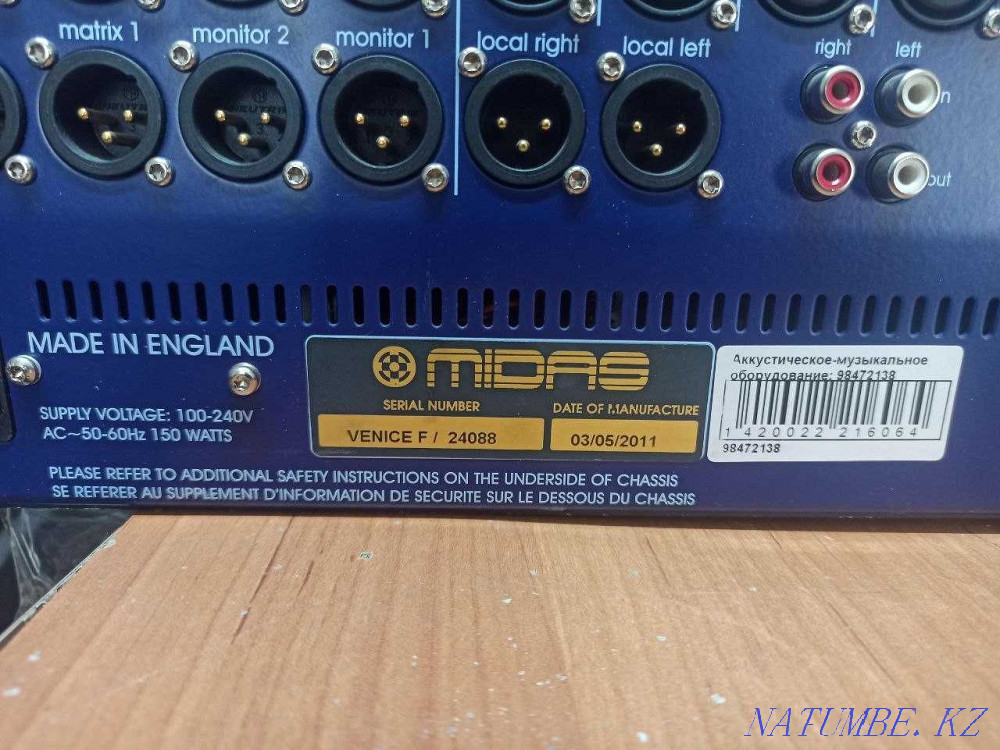 matrix 1
monitor 2
monitor 1
local right
local left
right
left
in
out
MADE IN ENGLAND
SUPPLY VOLTAGE: 100-240V
AC~50-60Hz 150 WATTS
MIDAS
SERIAL NUMBER
DATE OF MANUFACTURE
VENICE F / 24088
03/05/2011
Аккустическое-музыкальное
оборудование: 98472138
1 420022 216064
98472138
PLEASE REFER TO ADDITIONAL SAFETY INSTRUCTIONS ON THE UNDERSIDE OF CHASSIS
SE REFERER AU SUPPLEMENT D'INFORMATION DE SECURITE SUR LE DESSOUS DU CHASSIS
NATUMBE.KZ